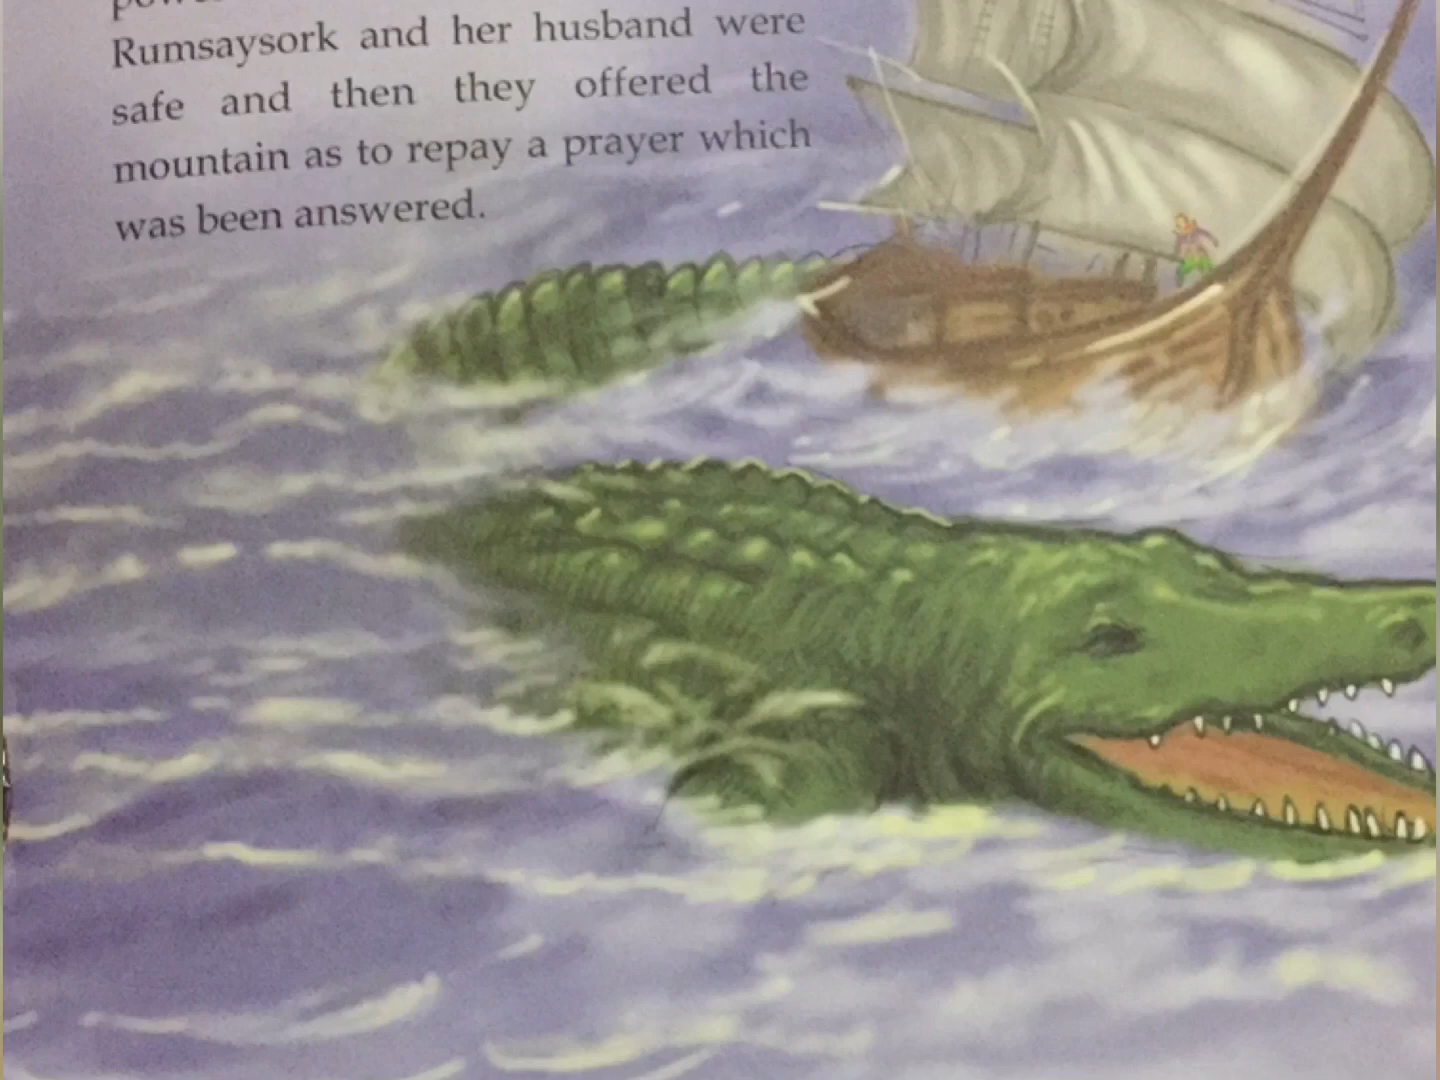 Rumsaysork and her husband were
safe and then they offered the
mountain as to repay a prayer which
was been answered.